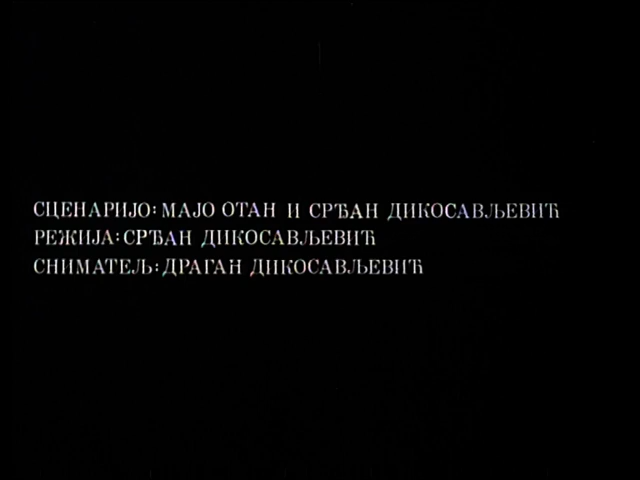 СЦЕНАРИЈО: МАЈО ОТАН И СРЂАН ДИКОСАВЉЕВИЋ
РЕЖИЈА: СРЂАН ДИКОСАВЉЕВИЋ
СНИМАТЕЉ: ДРАГАН ДИКОСАВЉЕВИЋ